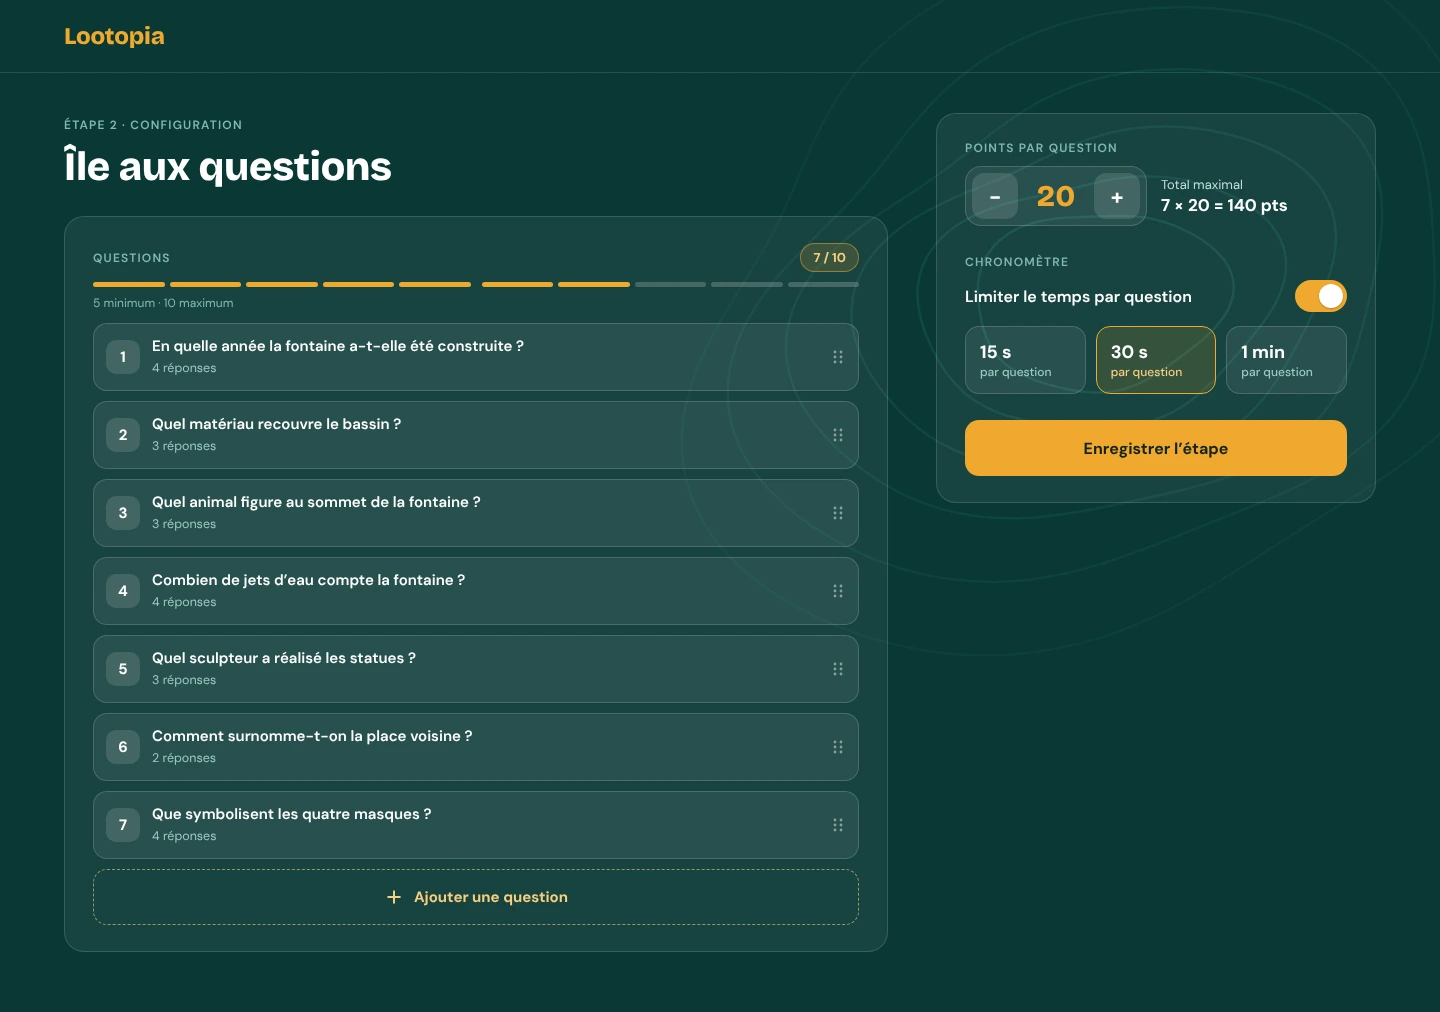 Lootopia
ÉTAPE 2 · CONFIGURATION
Île aux questions
QUESTIONS
7 / 10
5 minimum · 10 maximum
1
En quelle année la fontaine a-t-elle été construite ?
4 réponses
2
Quel matériau recouvre le bassin ?
3 réponses
3
Quel animal figure au sommet de la fontaine ?
3 réponses
4
Combien de jets d’eau compte la fontaine ?
4 réponses
5
Quel sculpteur a réalisé les statues ?
3 réponses
6
Comment surnomme-t-on la place voisine ?
2 réponses
7
Que symbolisent les quatre masques ?
4 réponses
+ Ajouter une question
POINTS PAR QUESTION
− 20 +
Total maximal
7 × 20 = 140 pts
CHRONOMÈTRE
Limiter le temps par question
15 s
par question
30 s
par question
1 min
par question
Enregistrer l’étape